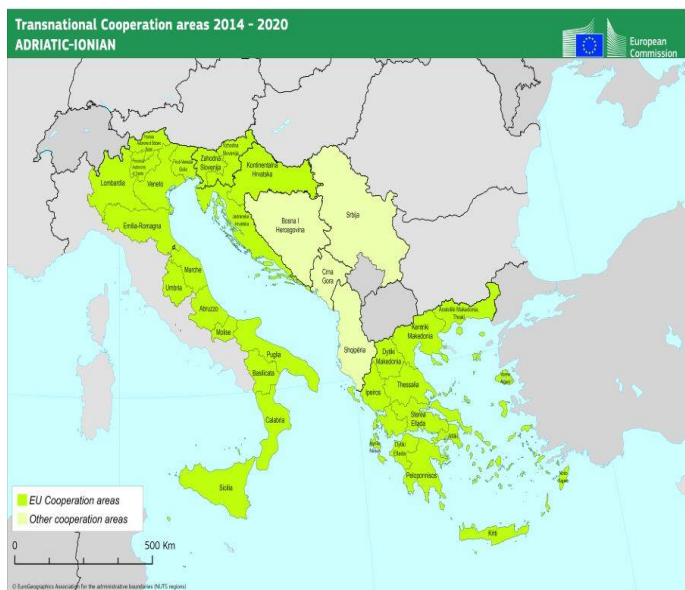 Transnational Cooperation areas 2014 - 2020
ADRIATIC-IONIAN
European
Commission
Lombardia
Veneto
Friuli-Venezia
Giulia
Zahodna
Slovenija
Vzhodna
Slovenija
Kontinentalna
Hrvatska
Emilia-Romagna
Jadranska
Hrvatska
Bosna I
Hercegovina
Srbija
Marche
Umbria
Crna
Gora
Abruzzo
Molise
Puglia
Basilicata
Shqipëria
Anatoliki Makedonia,
Thraki
Kentriki
Makedonia
Dytiki
Makedonia
Ipeiros
Thessalia
Calabria
Sterea
Ellada
Dytiki
Ellada
Attiki
Peloponnisos
Sicilia
Kriti
EU Cooperation areas
Other cooperation areas
0
500 Km
© EuroGeographics Association for the administrative boundaries (NUTS regions)